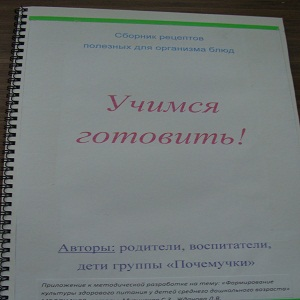 Сборник рецептов
полезных для организма блюд
Учимся
готовить!
Авторы: родители, воспитатели,
дети группы «Почемучки»
Приложение к методической разработке на тему: «Формирование
культуры здорового питания у детей среднего дошкольного возраста»